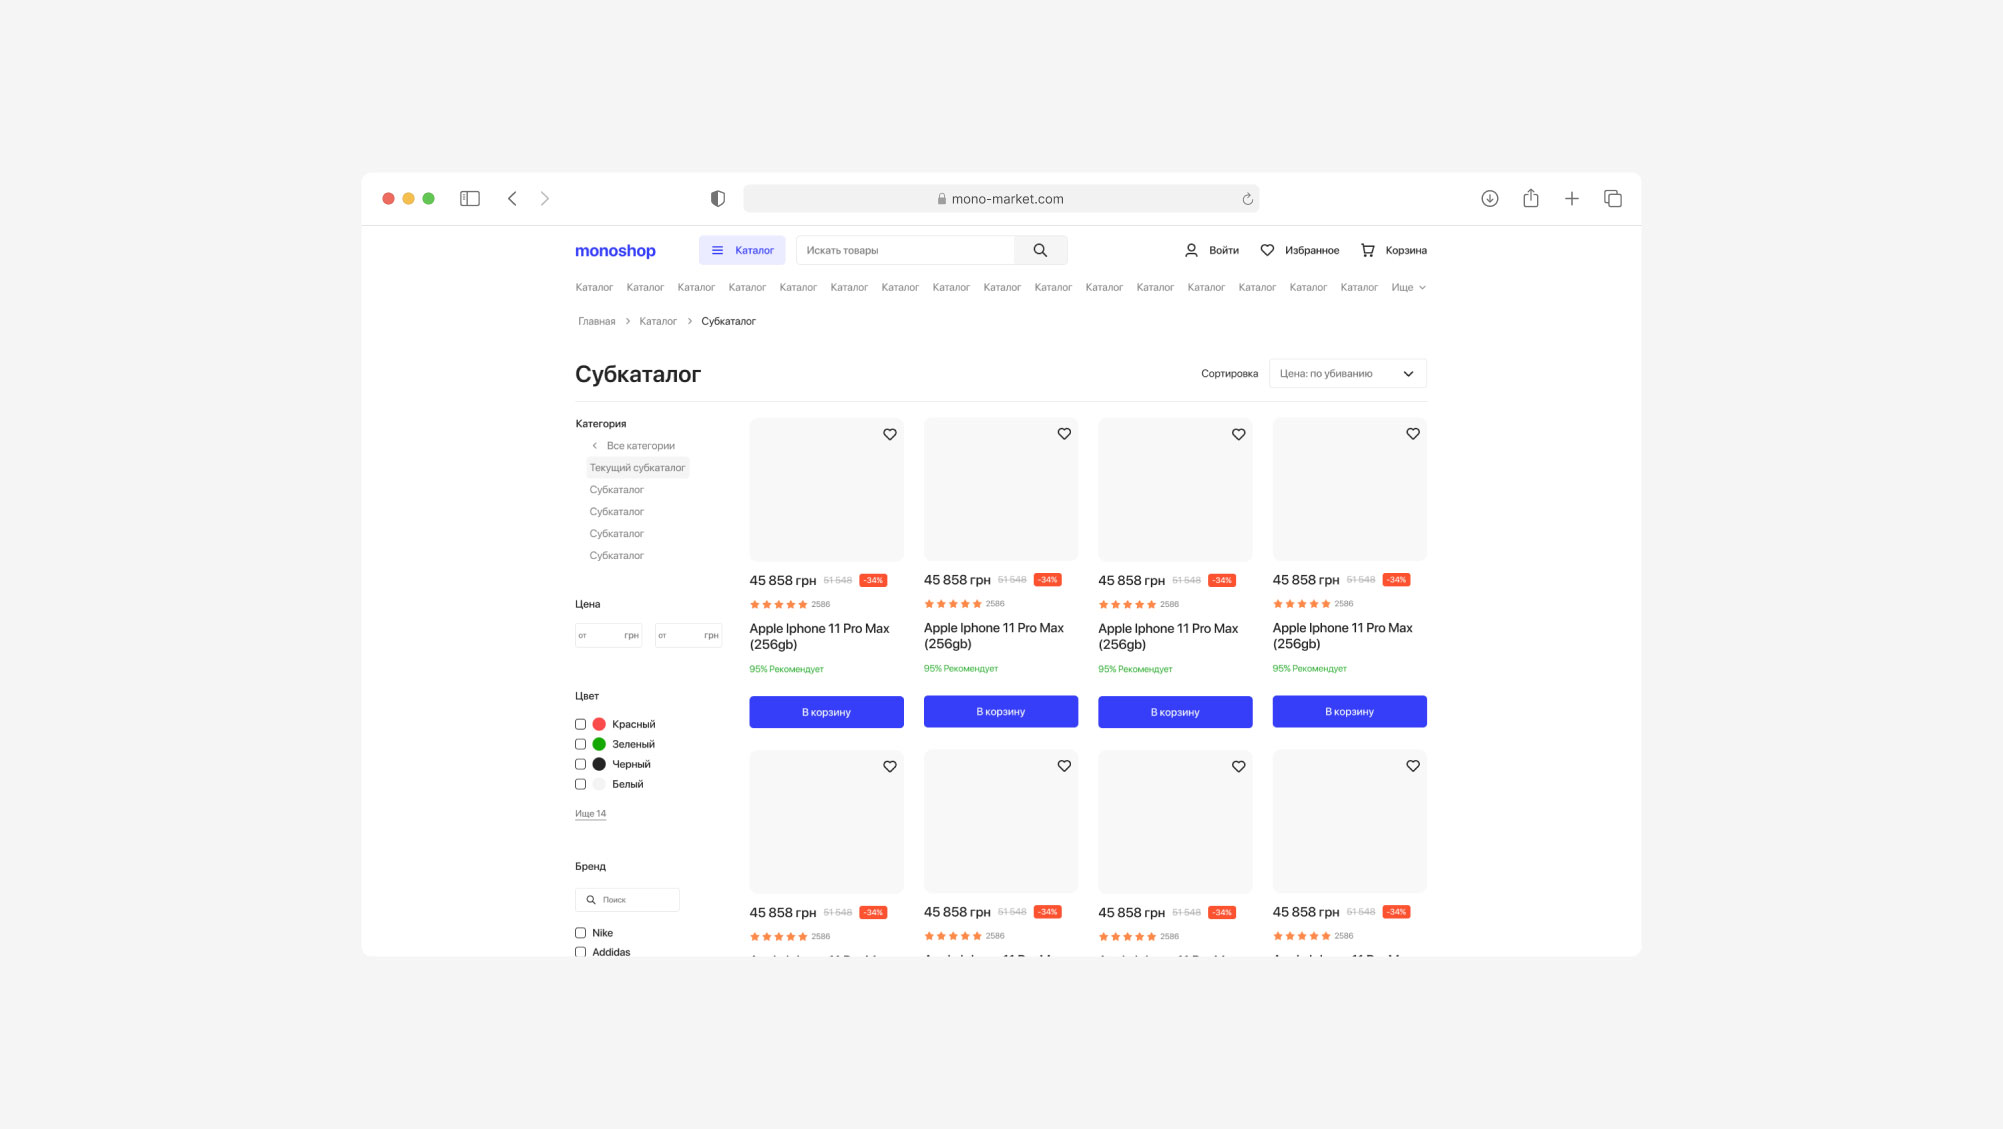 mono-market.com
monoshop
Каталог
Искать товары
Войти
Избранное
Корзина
Каталог Каталог Каталог Каталог Каталог Каталог Каталог Каталог Каталог Каталог Каталог Каталог Каталог Каталог Каталог Каталог Ище
Главная Каталог Субкаталог
Субкаталог
Сортировка
Цена: по убиванию
Категория
Все категории
Текущий субкаталог
Субкаталог
Субкаталог
Субкаталог
Субкаталог
Цена
от грн от грн
Цвет
Красный
Зеленый
Черный
Белый
Ище 14
Бренд
Поиск
Nike
Addidas
45 858 грн 51 548 -34%
2586
Apple Iphone 11 Pro Max
(256gb)
95% Рекомендует
В корзину
45 858 грн 51 548 -34%
2586
Apple Iphone 11 Pro Max
(256gb)
95% Рекомендует
В корзину
45 858 грн 51 548 -34%
2586
Apple Iphone 11 Pro Max
(256gb)
95% Рекомендует
В корзину
45 858 грн 51 548 -34%
2586
Apple Iphone 11 Pro Max
(256gb)
95% Рекомендует
В корзину
45 858 грн 51 548 -34%
2586
45 858 грн 51 548 -34%
2586
45 858 грн 51 548 -34%
2586
45 858 грн 51 548 -34%
2586